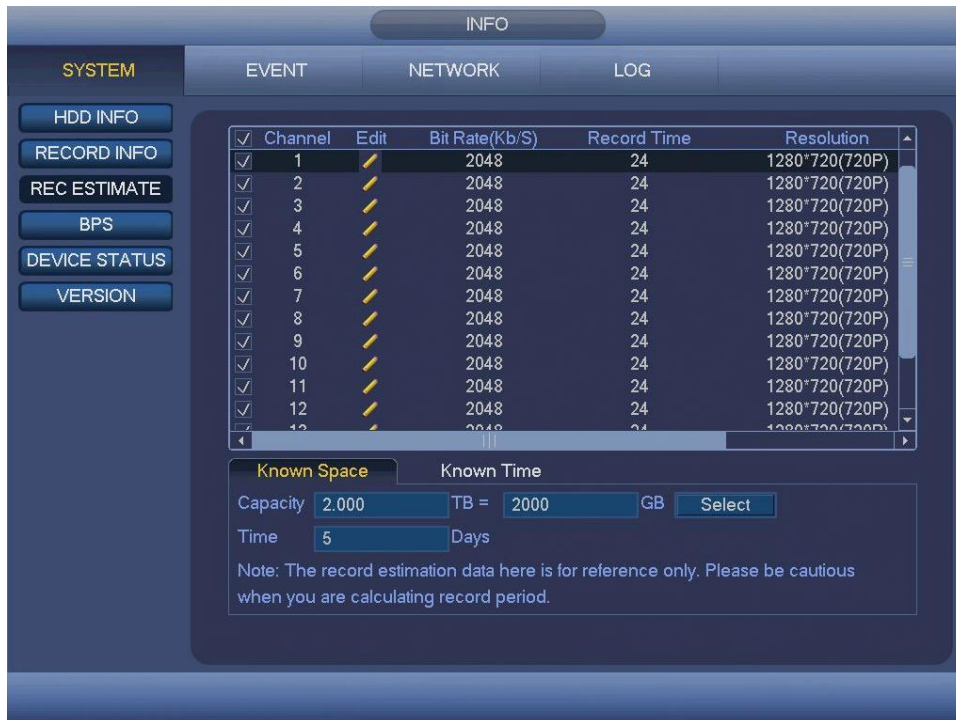 INFO
SYSTEM EVENT NETWORK LOG
HDD INFO
RECORD INFO
REC ESTIMATE
BPS
DEVICE STATUS
VERSION
Channel Edit Bit Rate(Kb/S) Record Time Resolution
1 2048 24 1280*720(720P)
2 2048 24 1280*720(720P)
3 2048 24 1280*720(720P)
4 2048 24 1280*720(720P)
5 2048 24 1280*720(720P)
6 2048 24 1280*720(720P)
7 2048 24 1280*720(720P)
8 2048 24 1280*720(720P)
9 2048 24 1280*720(720P)
10 2048 24 1280*720(720P)
11 2048 24 1280*720(720P)
12 2048 24 1280*720(720P)
13 2048 24 1280*720(720P)
Known Space Known Time
Capacity 2.000 TB = 2000 GB Select
Time 5 Days
Note: The record estimation data here is for reference only. Please be cautious
when you are calculating record period.